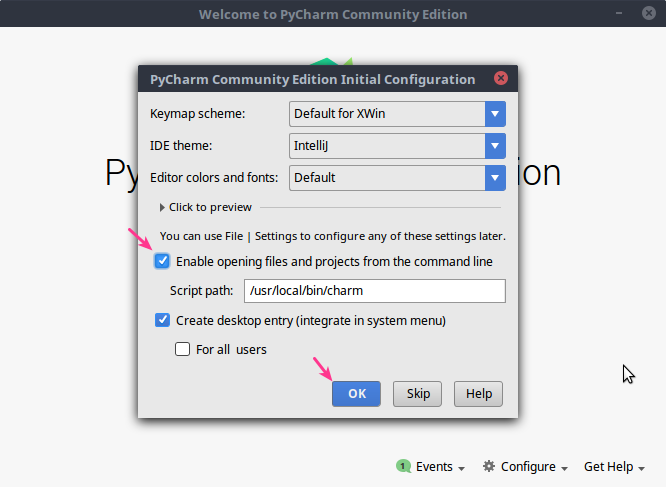 Welcome to PyCharm Community Edition
PyCharm Community Edition Initial Configuration
Keymap scheme: Default for XWin
IDE theme: IntelliJ
Editor colors and fonts: Default
Click to preview
You can use File | Settings to configure any of these settings later.
Enable opening files and projects from the command line
Script path: /usr/local/bin/charm
Create desktop entry (integrate in system menu)
For all users
OK Skip Help
1 Events Configure Get Help